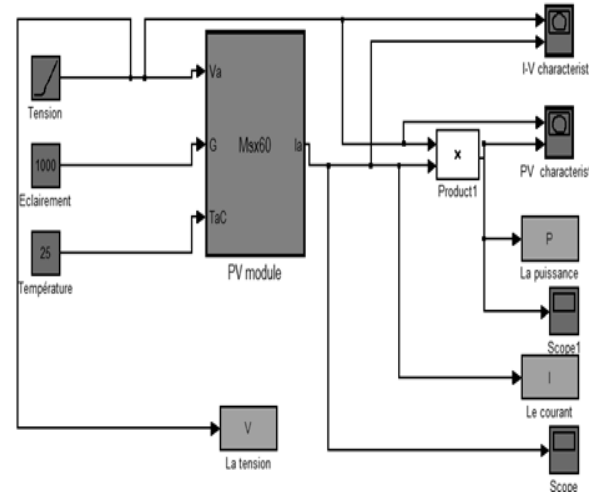 I-V characterist
Va
Tension
Msx60
G
Ia
1000
Eclairement
×
Product1
PV characterist
TaC
25
Température
PV module
P
La puissance
Scope1
I
Le courant
V
La tension
Scope